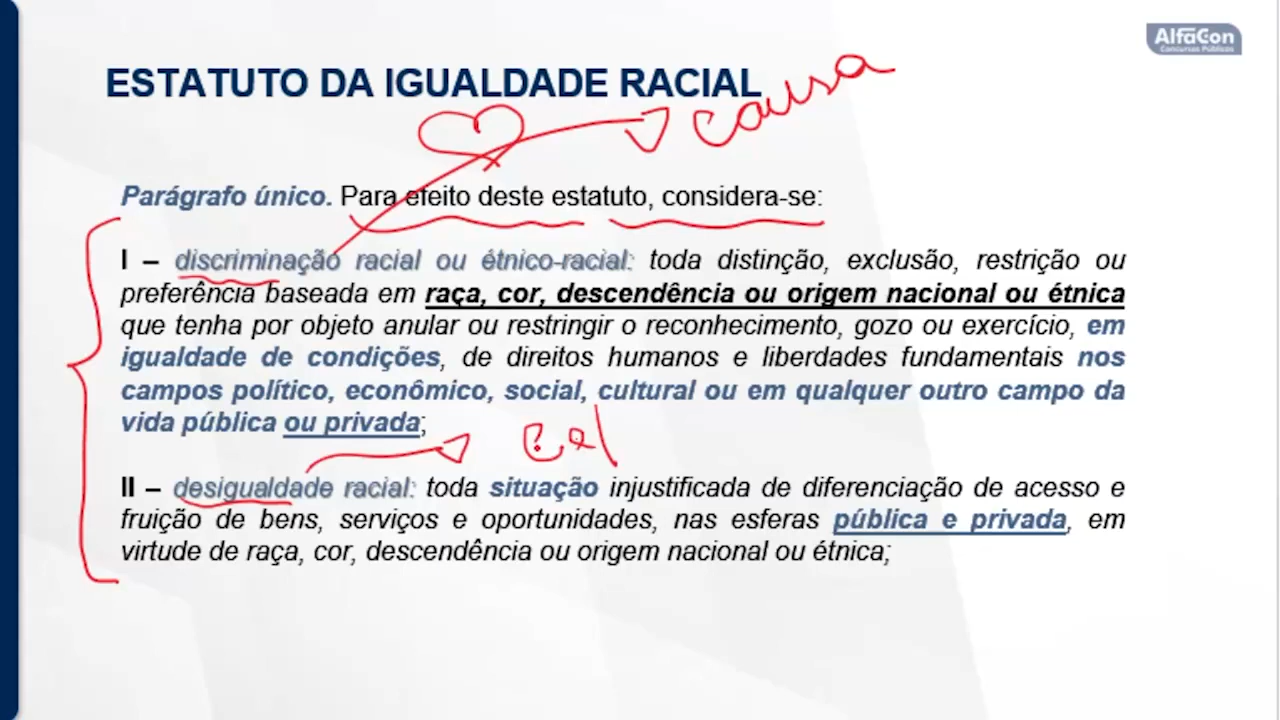 AlfaCon
Concursos Públicos
ESTATUTO DA IGUALDADE RACIAL
causa
Parágrafo único. Para efeito deste estatuto, considera-se:
I – discriminação racial ou étnico-racial: toda distinção, exclusão, restrição ou
preferência baseada em raça, cor, descendência ou origem nacional ou étnica
que tenha por objeto anular ou restringir o reconhecimento, gozo ou exercício, em
igualdade de condições, de direitos humanos e liberdades fundamentais nos
campos político, econômico, social, cultural ou em qualquer outro campo da
vida pública ou privada;
II – desigualdade racial: toda situação injustificada de diferenciação de acesso e
fruição de bens, serviços e oportunidades, nas esferas pública e privada, em
virtude de raça, cor, descendência ou origem nacional ou étnica;